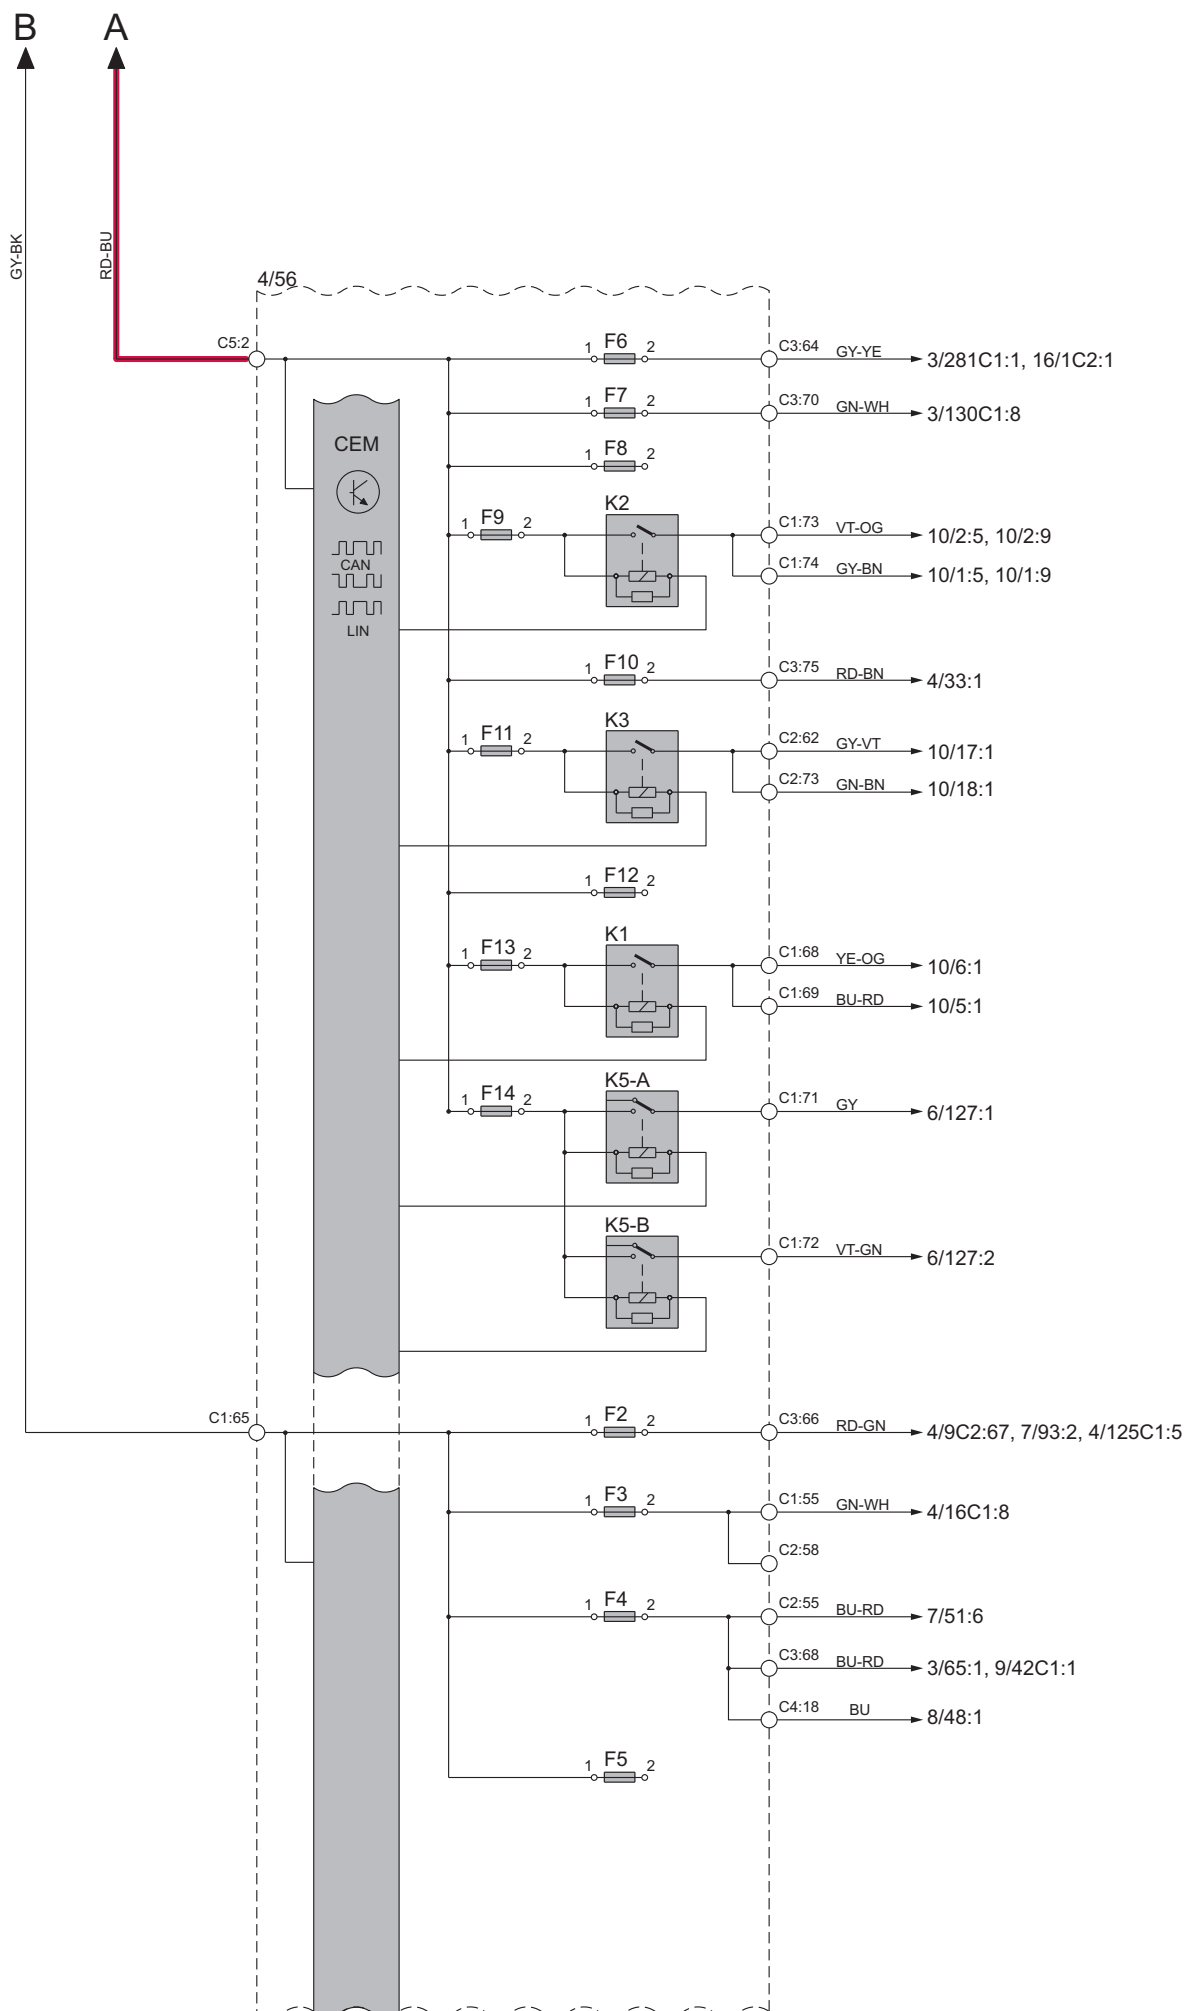 B A
GY-BK
RD-BU
4/56
C5:2
1 F6 2 C3:64 GY-YE 3/281C1:1, 16/1C2:1
1 F7 2 C3:70 GN-WH 3/130C1:8
CEM
1 F8 2
CAN
LIN
K2
1 F9 2 C1:73 VT-OG 10/2:5, 10/2:9
C1:74 GY-BN 10/1:5, 10/1:9
1 F10 2 C3:75 RD-BN 4/33:1
K3
1 F11 2 C2:62 GY-VT 10/17:1
C2:73 GN-BN 10/18:1
1 F12 2
K1
1 F13 2 C1:68 YE-OG 10/6:1
C1:69 BU-RD 10/5:1
K5-A
1 F14 2 C1:71 GY 6/127:1
K5-B
C1:72 VT-GN 6/127:2
C1:65 1 F2 2 C3:66 RD-GN 4/9C2:67, 7/93:2, 4/125C1:5
1 F3 2 C1:55 GN-WH 4/16C1:8
C2:58
1 F4 2 C2:55 BU-RD 7/51:6
C3:68 BU-RD 3/65:1, 9/42C1:1
C4:18 BU 8/48:1
1 F5 2